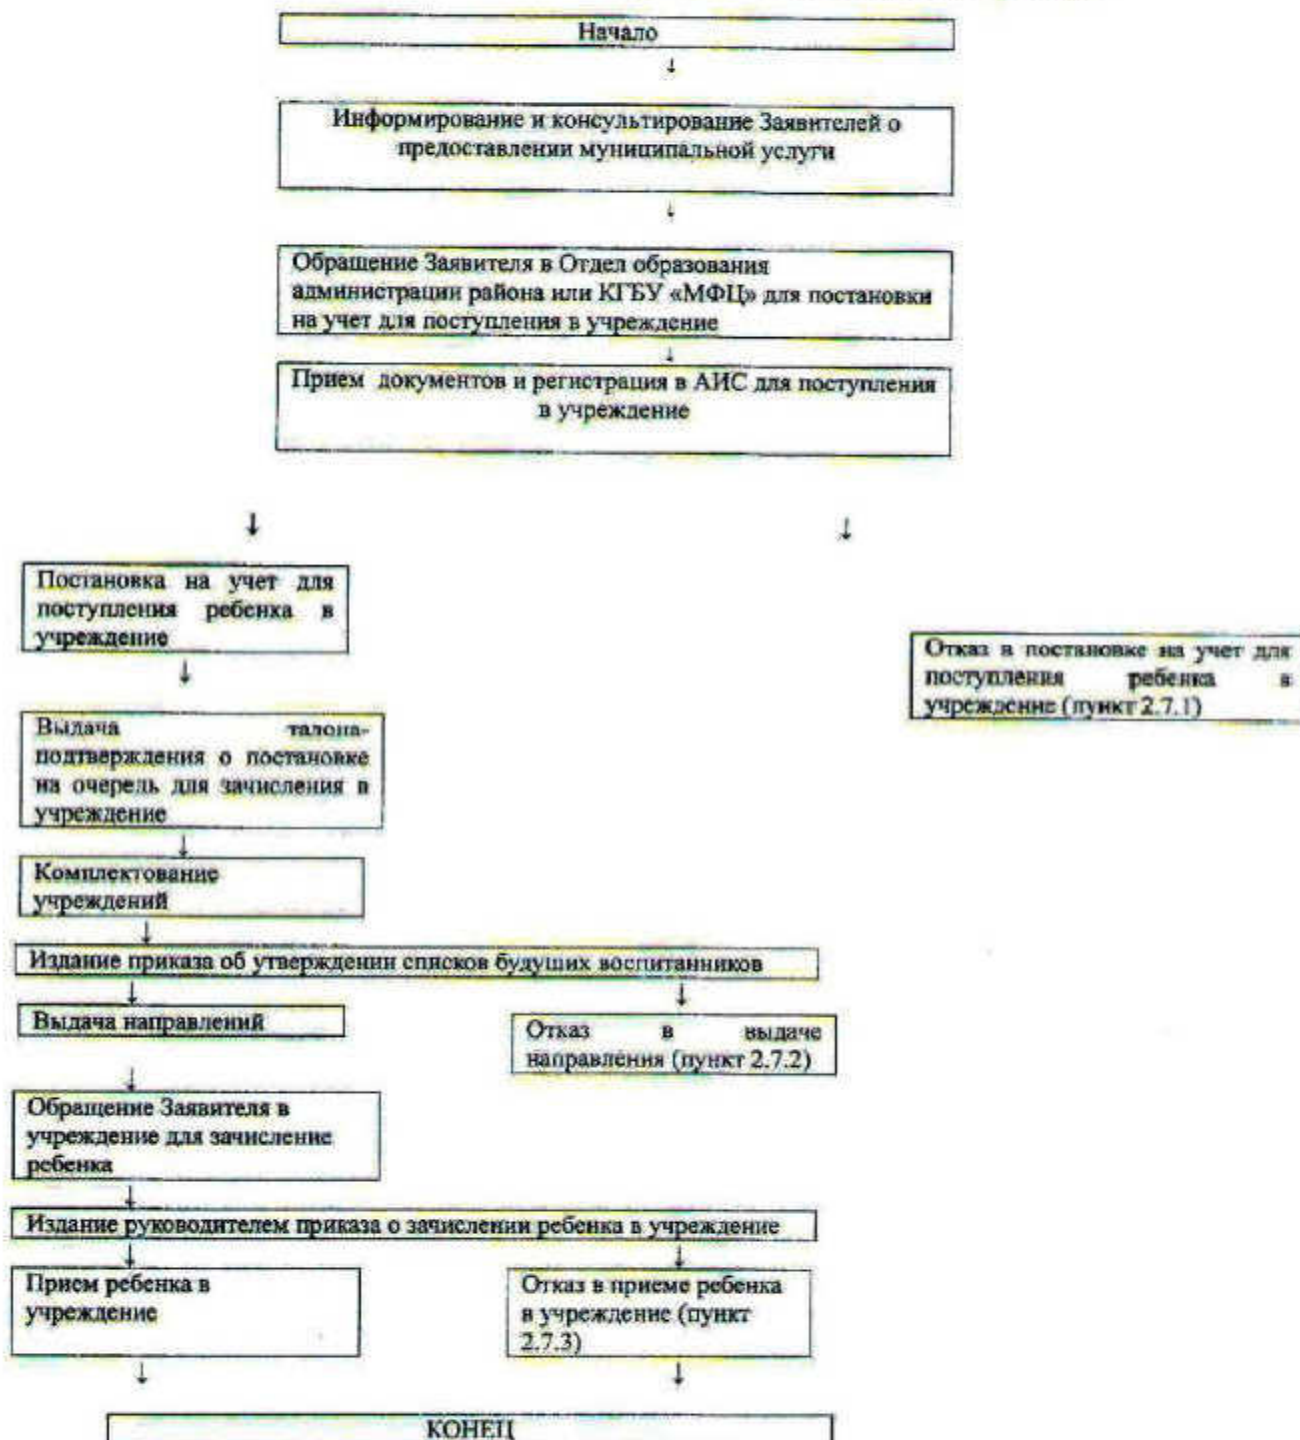 Начало
↓
Информирование и консультирование Заявителей о
предоставлении муниципальной услуги
↓
Обращение Заявителя в Отдел образования
администрации района или КГБУ «МФЦ» для постановки
на учет для поступления в учреждение
↓
Прием документов и регистрация в АИС для поступления
в учреждение
↓ ↓
Постановка на учет для
поступления ребенка в
учреждение
Отказ в постановке на учет для
поступления ребенка в
учреждение (пункт 2.7.1)
↓
Выдача талона-
подтверждения о постановке
на очередь для зачисления в
учреждение
↓
Комплектование
учреждений
↓
Издание приказа об утверждении списков будущих воспитанников
↓ ↓
Выдача направлений
Отказ в выдаче
направления (пункт 2.7.2)
↓
Обращение Заявителя в
учреждение для зачисление
ребенка
↓
Издание руководителем приказа о зачислении ребенка в учреждение
↓ ↓
Прием ребенка в
учреждение
Отказ в приеме ребенка
в учреждение (пункт
2.7.3)
↓ ↓
КОНЕЦ